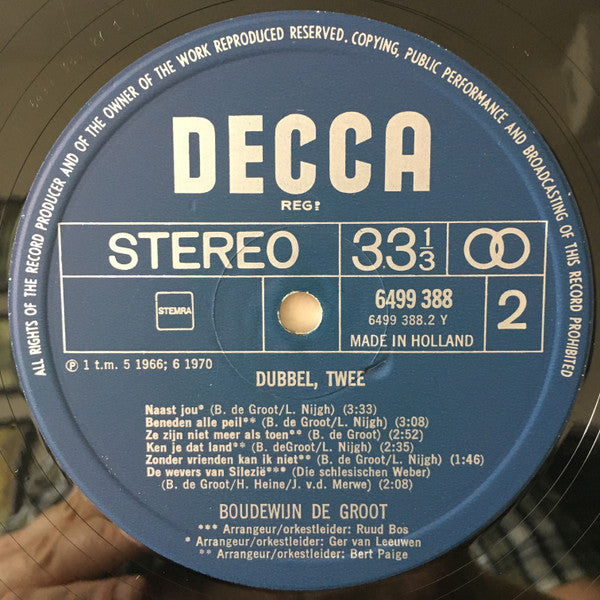 ALL RIGHTS OF THE RECORD PRODUCER AND OF THE OWNER OF THE WORK REPRODUCED RESERVED. COPYING, PUBLIC PERFORMANCE AND BROADCASTING OF THIS RECORD PROHIBITED
DECCA
REG!
STEREO 33 1/3
STEMRA
6499 388
6499 388.2 Y
MADE IN HOLLAND
2
Ⓟ 1 t.m. 5 1966; 6 1970
DUBBEL, TWEE
Naast jou* (B. de Groot/L. Nijgh) (3:33)
Beneden alle peil** (B. de Groot/L. Nijgh) (3:08)
Ze zijn niet meer als toen** (B. de Groot) (2:52)
Ken je dat land** (B. deGroot/L. Nijgh) (2:35)
Zonder vrienden kan ik niet** (B. de Groot/L. Nijgh) (1:46)
De wevers van Silezië*** (Die schlesischen Weber)
(B. de Groot/H. Heine/J. v.d. Merwe) (2:08)
BOUDEWIJN DE GROOT
*** Arrangeur/orkestleider: Ruud Bos
* Arrangeur/orkestleider: Ger van Leeuwen
** Arrangeur/orkestleider: Bert Paige